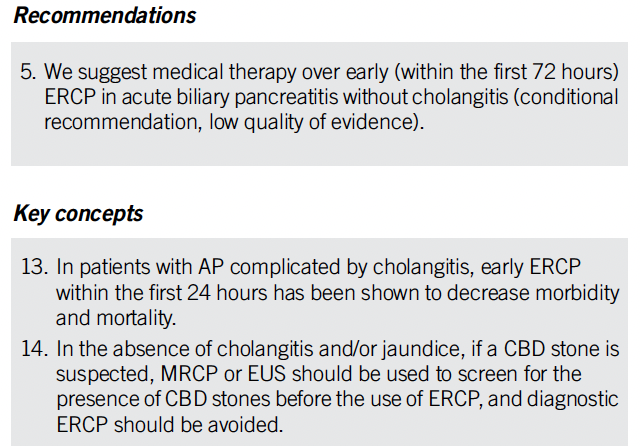 Recommendations
5. We suggest medical therapy over early (within the first 72 hours)
ERCP in acute biliary pancreatitis without cholangitis (conditional
recommendation, low quality of evidence).
Key concepts
13. In patients with AP complicated by cholangitis, early ERCP
within the first 24 hours has been shown to decrease morbidity
and mortality.
14. In the absence of cholangitis and/or jaundice, if a CBD stone is
suspected, MRCP or EUS should be used to screen for the
presence of CBD stones before the use of ERCP, and diagnostic
ERCP should be avoided.